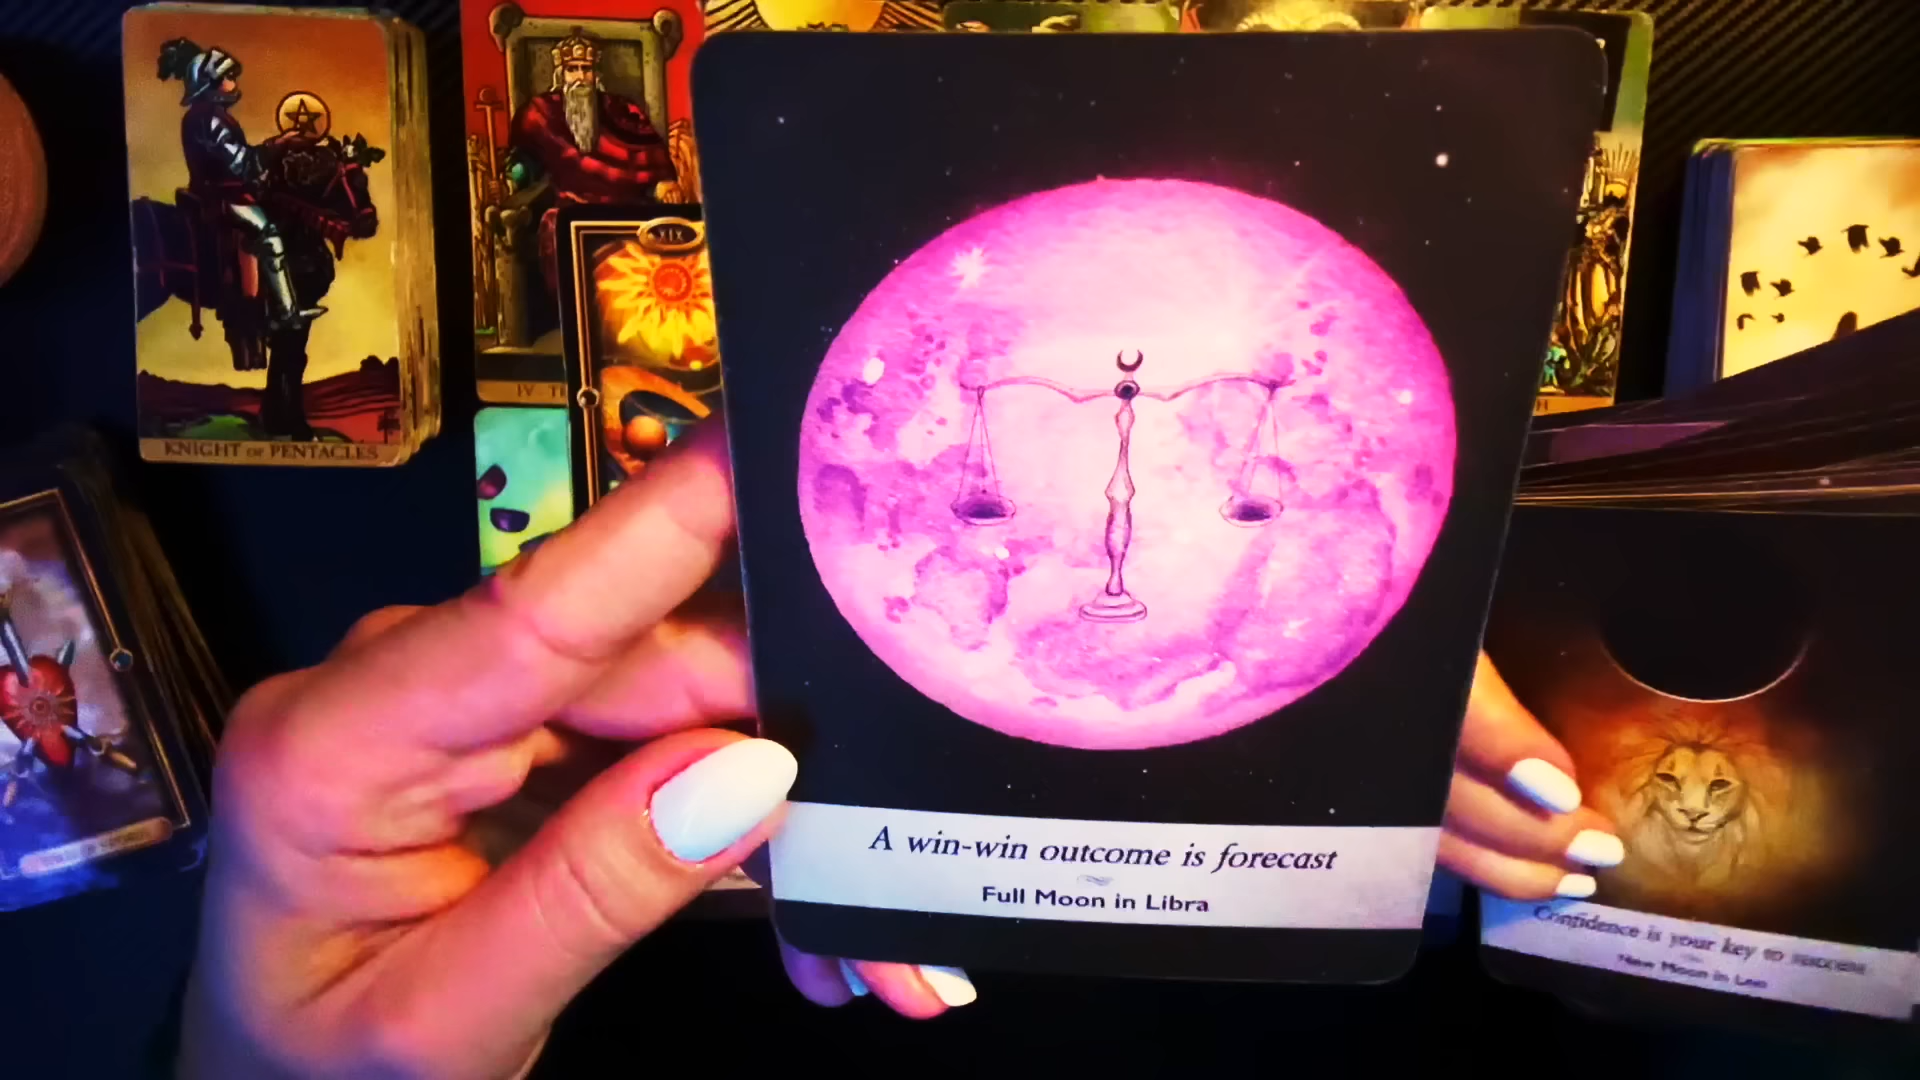 KNIGHT OF PENTACLES
IV T
XIX
H
A win-win outcome is forecast
Full Moon in Libra
Confidence is your key to success
New Moon in Leo